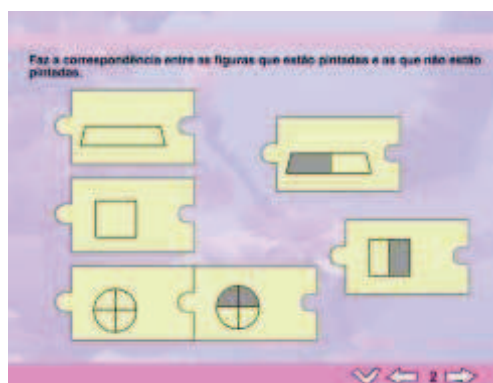 Faz a correspondência entre as figuras que estão pintadas e as que não estão
pintadas.
2